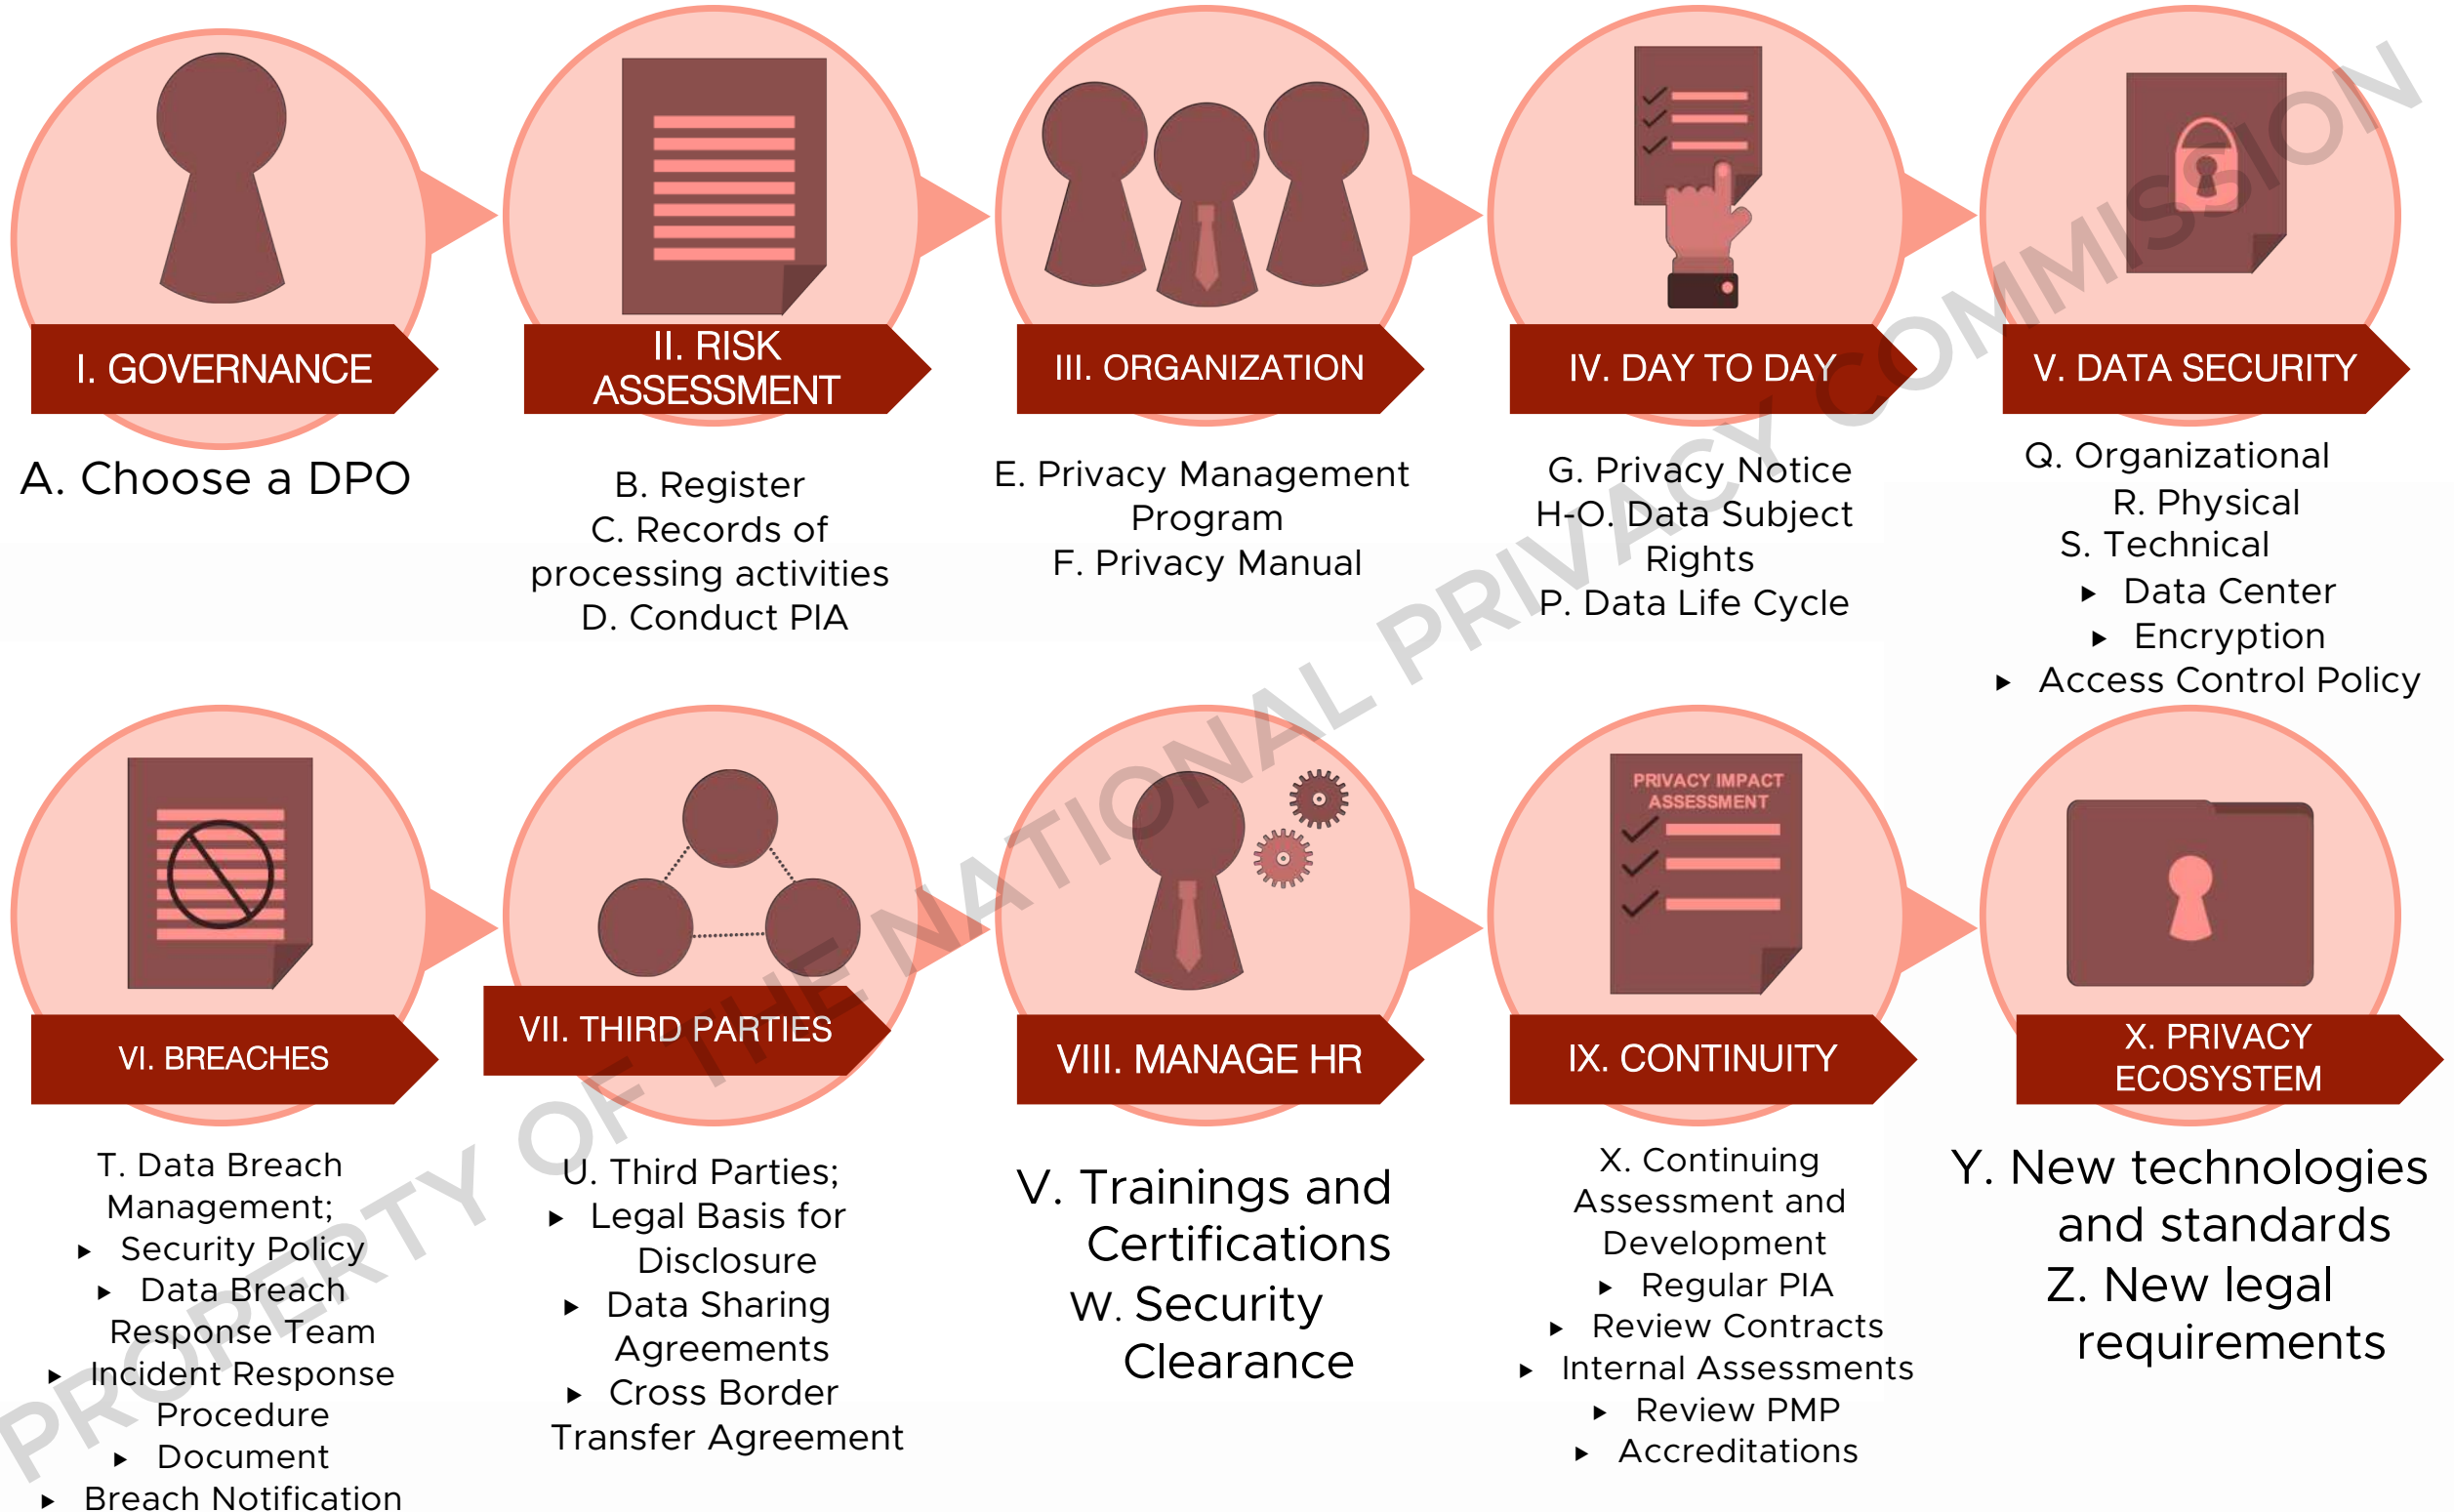 I. GOVERNANCE
A. Choose a DPO
II. RISK
ASSESSMENT
B. Register
C. Records of
processing activities
D. Conduct PIA
III. ORGANIZATION
E. Privacy Management
Program
F. Privacy Manual
IV. DAY TO DAY
G. Privacy Notice
H-O. Data Subject
Rights
P. Data Life Cycle
V. DATA SECURITY
Q. Organizational
R. Physical
S. Technical
▸ Data Center
▸ Encryption
▸ Access Control Policy
VI. BREACHES
T. Data Breach
Management;
▸ Security Policy
▸ Data Breach
Response Team
▸ Incident Response
Procedure
▸ Document
▸ Breach Notification
VII. THIRD PARTIES
U. Third Parties;
▸ Legal Basis for
Disclosure
▸ Data Sharing
Agreements
▸ Cross Border
Transfer Agreement
VIII. MANAGE HR
V. Trainings and
Certifications
W. Security
Clearance
PRIVACY IMPACT
ASSESSMENT
IX. CONTINUITY
X. Continuing
Assessment and
Development
▸ Regular PIA
▸ Review Contracts
▸ Internal Assessments
▸ Review PMP
▸ Accreditations
X. PRIVACY
ECOSYSTEM
Y. New technologies
and standards
Z. New legal
requirements
PROPERTY OF THE NATIONAL PRIVACY COMMISSION